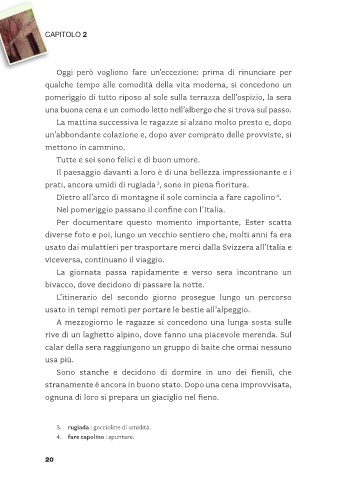 CAPITOLO 2
Oggi però vogliono fare un'eccezione: prima di rinunciare per
qualche tempo alle comodità della vita moderna, si concedono un
pomeriggio di tutto riposo al sole sulla terrazza dell'ospizio, la sera
una buona cena e un comodo letto nell'albergo che si trova sul passo.
La mattina successiva le ragazze si alzano molto presto e, dopo
un'abbondante colazione e, dopo aver comprato delle provviste, si
mettono in cammino.
Tutte e sei sono felici e di buon umore.
Il paesaggio davanti a loro è di una bellezza impressionante e i
prati, ancora umidi di rugiada3, sono in piena fioritura.
Dietro all'arco di montagne il sole comincia a fare capolino4.
Nel pomeriggio passano il confine con l'Italia.
Per documentare questo momento importante, Ester scatta
diverse foto e poi, lungo un vecchio sentiero che, molti anni fa era
usato dai mulattieri per trasportare merci dalla Svizzera all'Italia e
viceversa, continuano il viaggio.
La giornata passa rapidamente e verso sera incontrano un
bivacco, dove decidono di passare la notte.
L'itinerario del secondo giorno prosegue lungo un percorso
usato in tempi remoti per portare le bestie all'alpeggio.
A mezzogiorno le ragazze si concedono una lunga sosta sulle
rive di un laghetto alpino, dove fanno una piacevole merenda. Sul
calar della sera raggiungono un gruppo di baite che ormai nessuno
usa più.
Sono stanche e decidono di dormire in uno dei fienili, che
stranamente è ancora in buono stato. Dopo una cena improvvisata,
ognuna di loro si prepara un giaciglio nel fieno.
3. rugiada : goccioline di umidità.
4. fare capolino : spuntare.
20